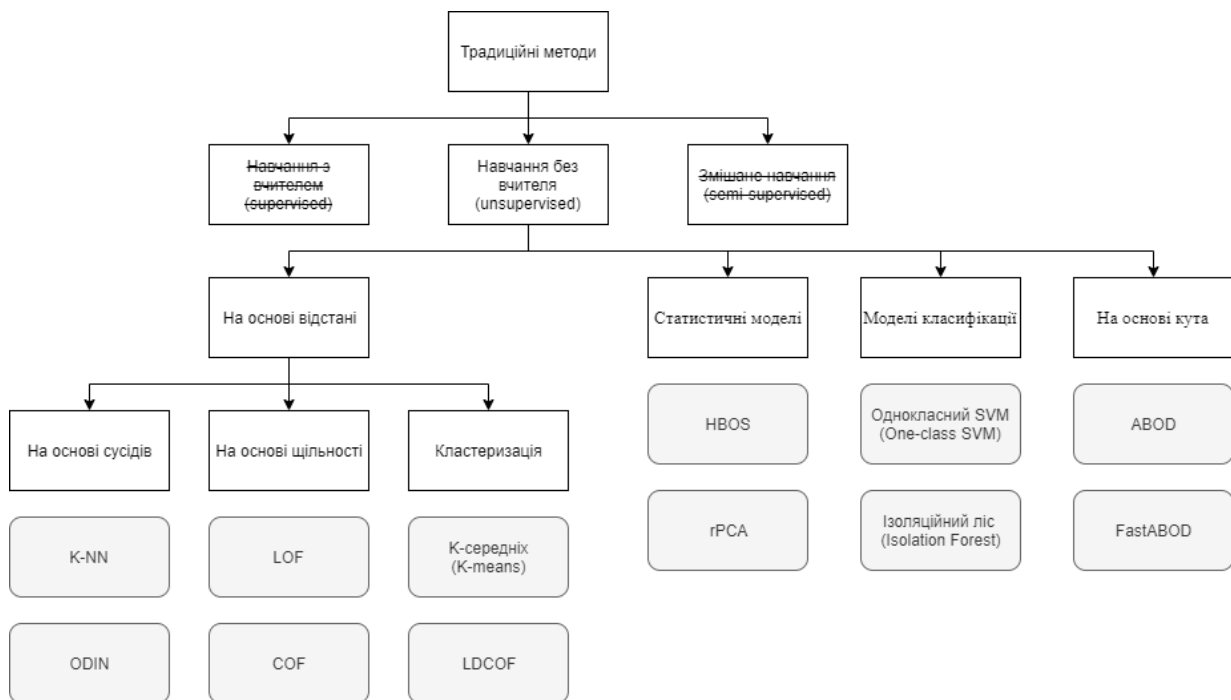 Традиційні методи
Навчання з
вчителем
(supervised)
Навчання без
вчителя
(unsupervised)
Змішане навчання
(semi-supervised)
На основі відстані
Статистичні моделі
Моделі класифікації
На основі кута
На основі сусідів
На основі щільності
Кластеризація
HBOS
Однокласний SVM
(One-class SVM)
ABOD
rPCA
Ізоляційний ліс
(Isolation Forest)
FastABOD
K-NN
LOF
K-середніх
(K-means)
ODIN
COF
LDCOF